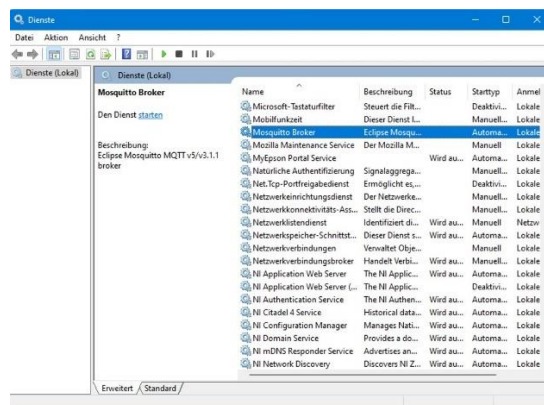 Dienste
Datei Aktion Ansicht ?
Dienste (Lokal)
Dienste (Lokal)
Mosquitto Broker
Den Dienst starten
Beschreibung:
Eclipse Mosquitto MQTT v5/v3.1.1
broker
Name Beschreibung Status Starttyp Anmel
Microsoft-Tastaturfilter Steuert die Filt... Deaktivi... Lokale
Mobilfunkzeit Dieser Dienst l... Manuell Lokale
Mosquitto Broker Eclipse Mosqu... Automa... Lokale
Mozilla Maintenance Service Der Mozilla M... Manuell Lokale
MyEpson Portal Service Wird au... Automa... Lokale
Natürliche Authentifizierung Signalaggrega... Manuell Lokale
Net.Tcp-Portfreigabedienst Ermöglicht es,... Deaktivi... Lokale
Netzwerkeinrichtungsdienst Der Netzwerke... Manuell Lokale
Netzwerkkonnektivitäts-Ass... Stellt die Direc... Manuell Lokale
Netzwerklistendienst Identifiziert di... Wird au... Manuell Netzw
Netzwerkspeicher-Schnittst... Dieser Dienst s... Wird au... Automa... Lokale
Netzwerkverbindungen Verwaltet Obje... Manuell Lokale
Netzwerkverbindungsbroker Handelt Verbi... Wird au... Manuell Lokale
NI Application Web Server The NI Applic... Wird au... Automa... Lokale
NI Application Web Server (... The NI Applic... Deaktivi... Lokale
NI Authentication Service The NI Authen... Wird au... Automa... Lokale
NI Citadel 4 Service Historical data... Wird au... Automa... Lokale
NI Configuration Manager Manages Nati... Wird au... Automa... Lokale
NI Domain Service Provides a do... Wird au... Automa... Lokale
NI mDNS Responder Service Advertises an... Wird au... Automa... Lokale
NI Network Discovery Discovers NI Z... Wird au... Automa... Lokale
Erweitert Standard